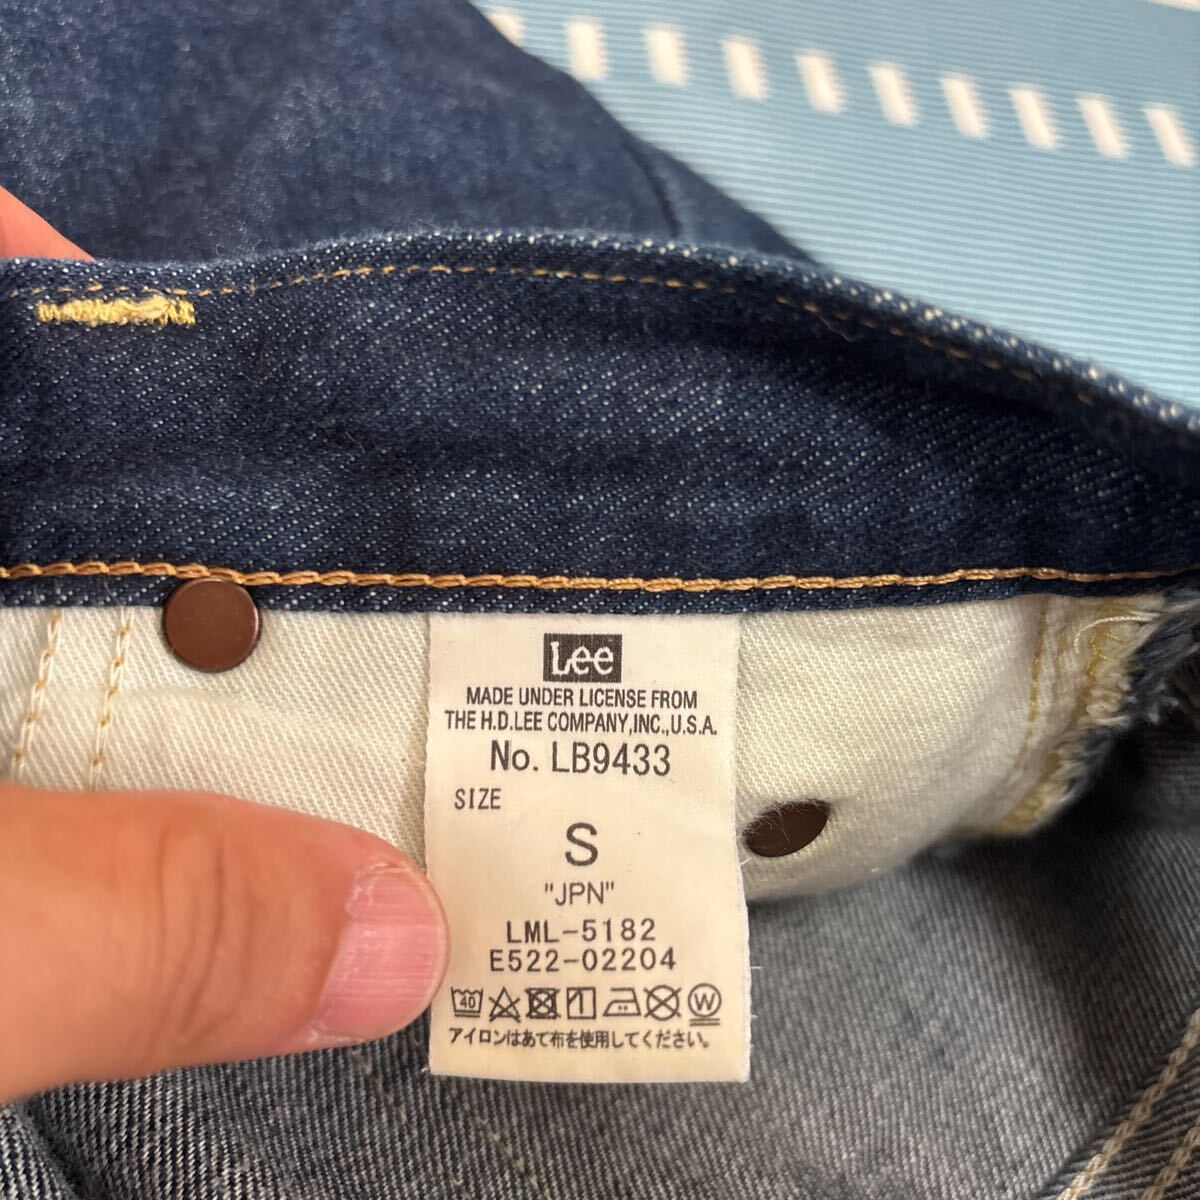 Lee
MADE UNDER LICENSE FROM
THE H.D.LEE COMPANY,INC.,U.S.A.
No. LB9433
SIZE
S
"JPN"
LML-5182
E522-02204
40 W
アイロンはあて布を使用してください。